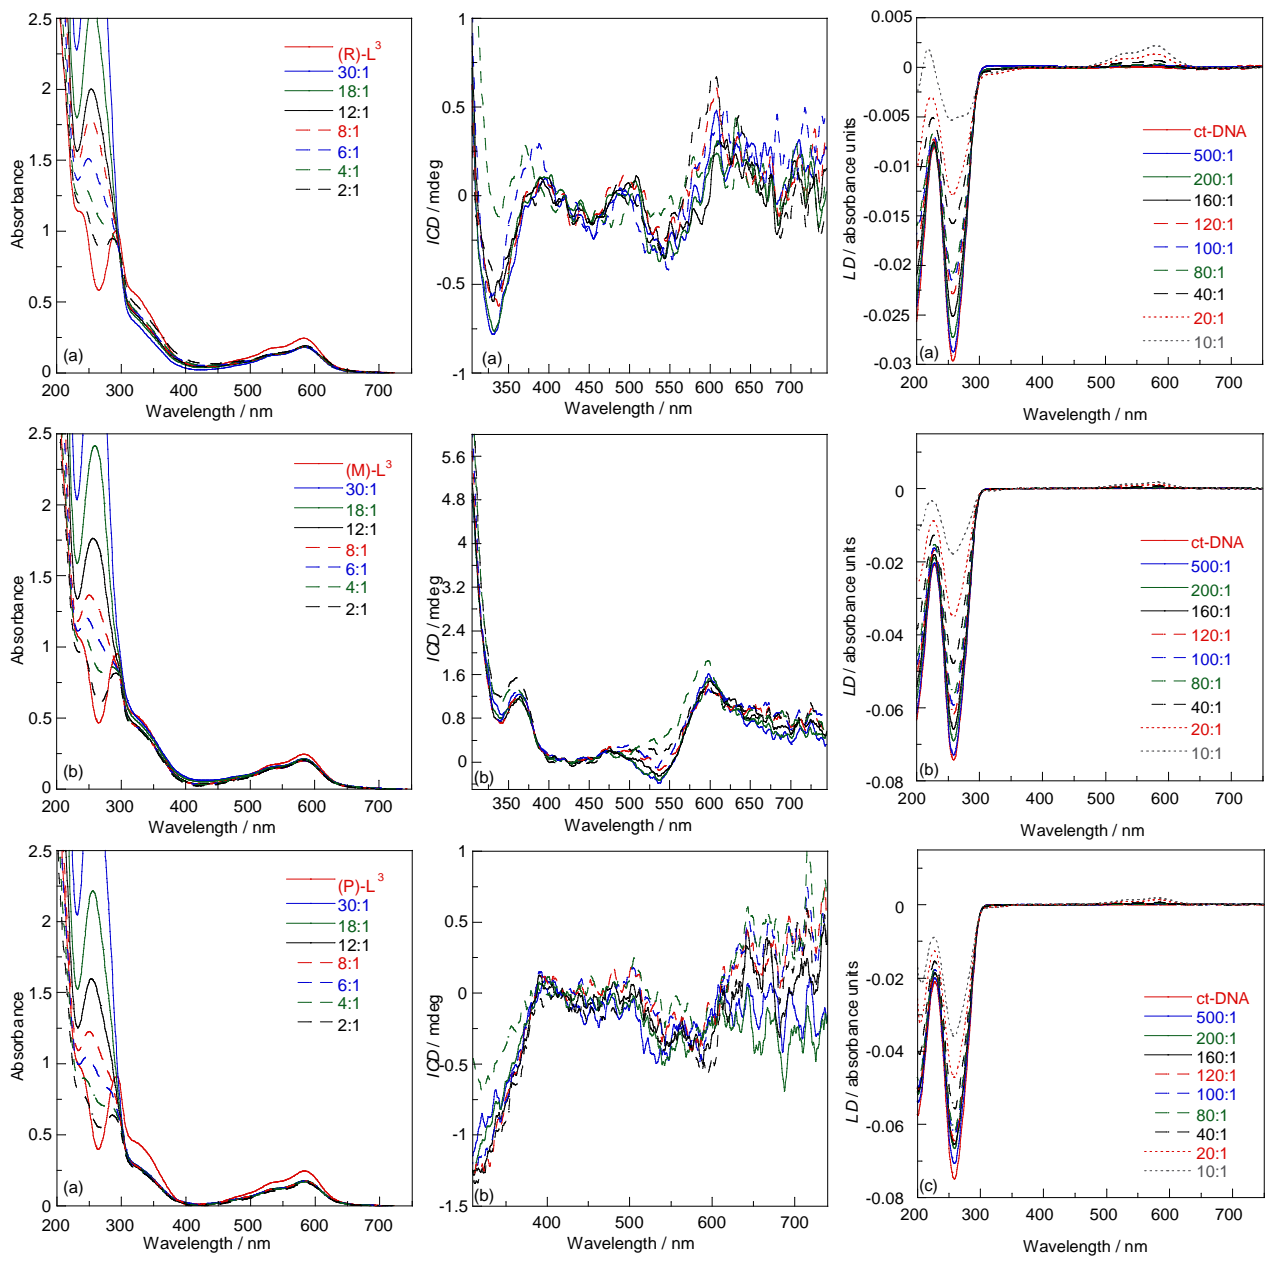 2.5
2
1.5
1
0.5
0
Absorbance
(R)-L3
30:1
18:1
12:1
8:1
6:1
4:1
2:1
(a)
200 300 400 500 600 700
Wavelength / nm
1
0.5
0
-0.5
-1
ICD / mdeg
(a)
350 400 450 500 550 600 650 700
Wavelength / nm
0.005
0
-0.005
-0.01
-0.015
-0.02
-0.025
-0.03
LD / absorbance units
ct-DNA
500:1
200:1
160:1
120:1
100:1
80:1
40:1
20:1
10:1
(a)
200 300 400 500 600 700
Wavelength / nm
2.5
2
1.5
1
0.5
0
Absorbance
(M)-L3
30:1
18:1
12:1
8:1
6:1
4:1
2:1
(b)
200 300 400 500 600 700
Wavelength / nm
5.6
4.8
4
3.2
2.4
1.6
0.8
0
ICD / mdeg
(b)
350 400 450 500 550 600 650 700
Wavelength / nm
0
-0.02
-0.04
-0.06
-0.08
LD / absorbance units
ct-DNA
500:1
200:1
160:1
120:1
100:1
80:1
40:1
20:1
10:1
(b)
200 300 400 500 600 700
Wavelength / nm
2.5
2
1.5
1
0.5
0
Absorbance
(P)-L3
30:1
18:1
12:1
8:1
6:1
4:1
2:1
(a)
200 300 400 500 600 700
Wavelength / nm
1
0.5
0
-0.5
-1
-1.5
ICD / mdeg
(b)
400 500 600 700
Wavelength / nm
0
-0.02
-0.04
-0.06
-0.08
LD / absorbance units
ct-DNA
500:1
200:1
160:1
120:1
100:1
80:1
40:1
20:1
10:1
(c)
200 300 400 500 600 700
Wavelength / nm